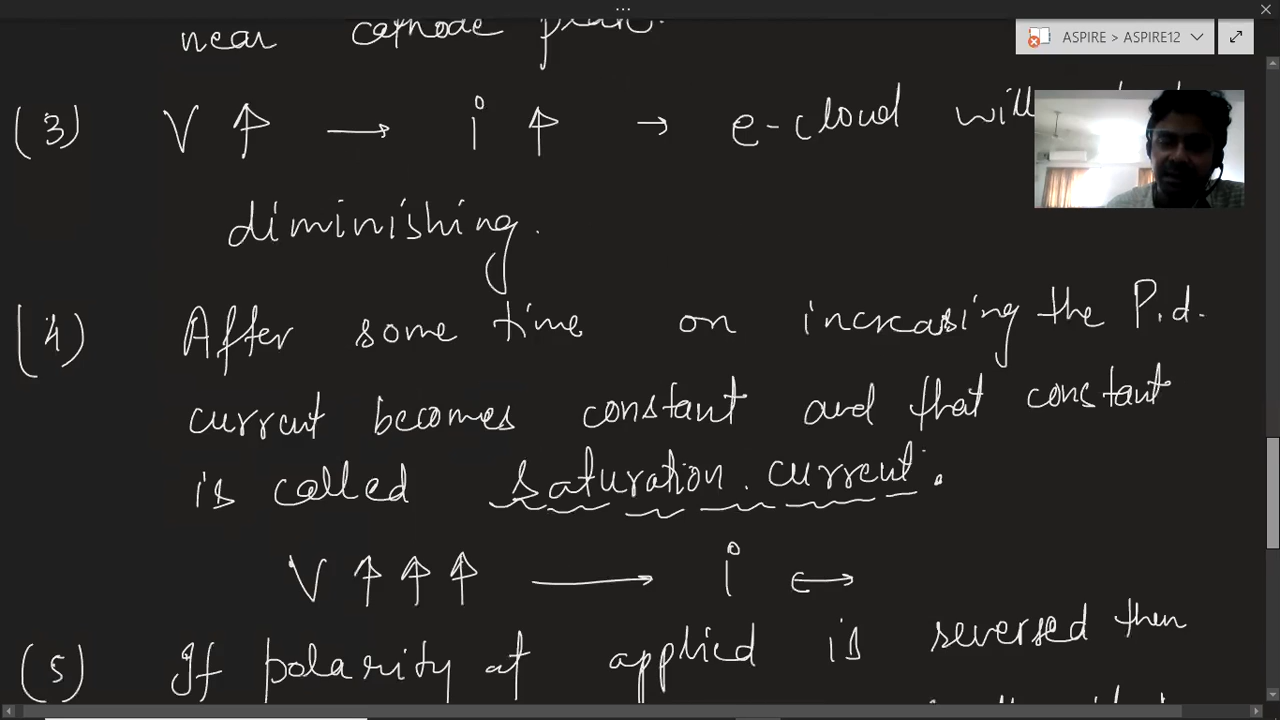 near cathode
ASPIRE > ASPIRE12
(3) V ↑ → i ↑ → e-cloud will
diminishing.
(4) After some time on increasing the P.d.
current becomes constant and that constant
is called saturation current.
V ↑ ↑ ↑ → i ↔
(5) If polarity of applied is reversed then